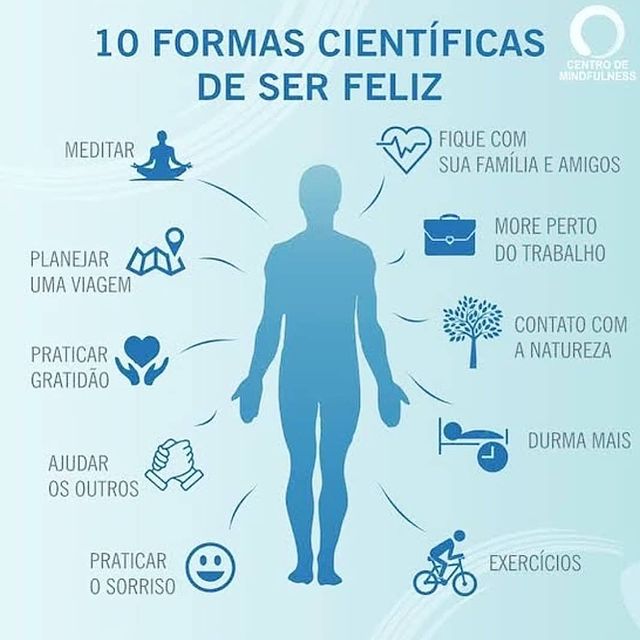 10 FORMAS CIENTÍFICAS
DE SER FELIZ
CENTRO DE
MINDFULNESS
MEDITAR
FIQUE COM
SUA FAMÍLIA E AMIGOS
PLANEJAR
UMA VIAGEM
MORE PERTO
DO TRABALHO
PRATICAR
GRATIDÃO
CONTATO COM
A NATUREZA
AJUDAR
OS OUTROS
DURMA MAIS
PRATICAR
O SORRISO
EXERCÍCIOS